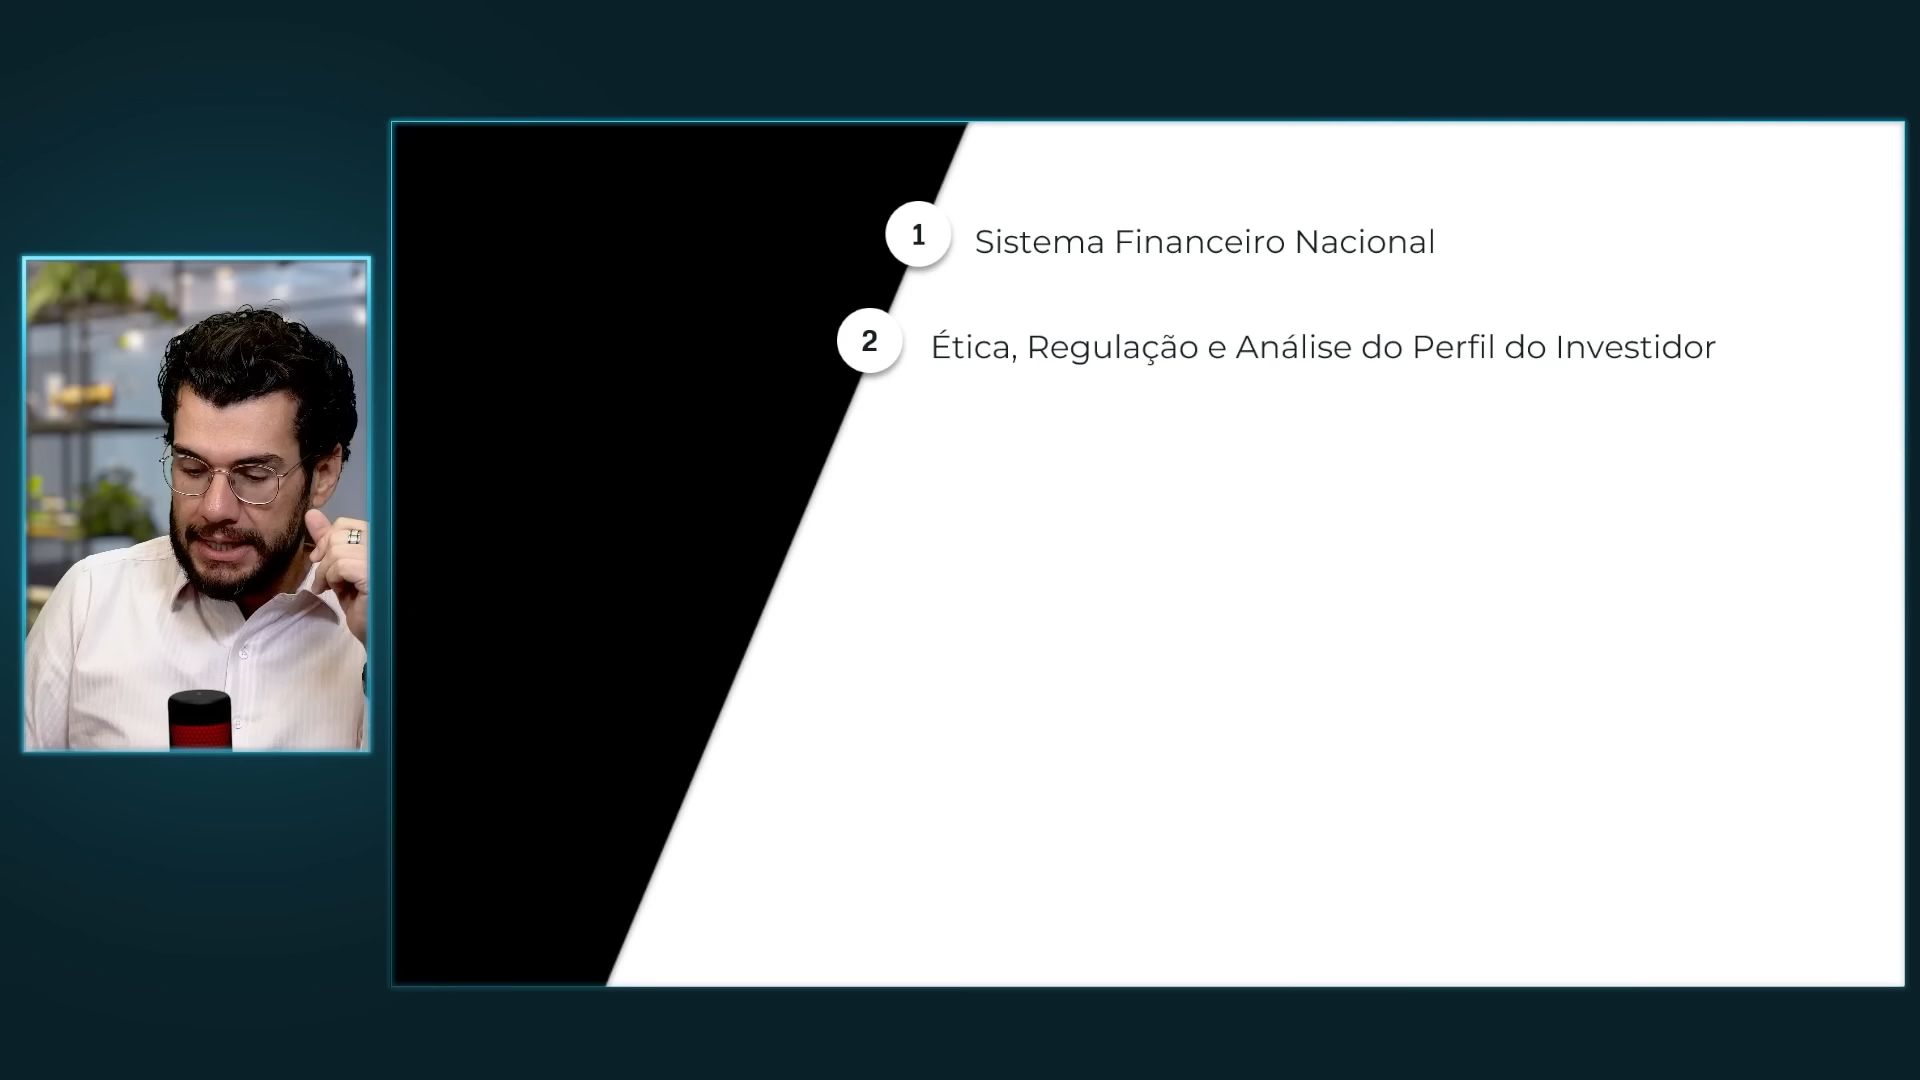 1 Sistema Financeiro Nacional
2 Ética, Regulação e Análise do Perfil do Investidor